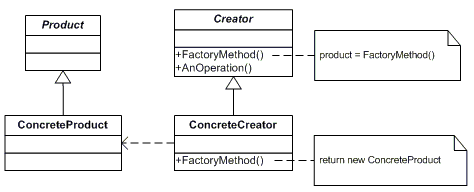 Product
Creator
+FactoryMethod()
+AnOperation()
product = FactoryMethod()
ConcreteProduct
ConcreteCreator
+FactoryMethod()
return new ConcreteProduct